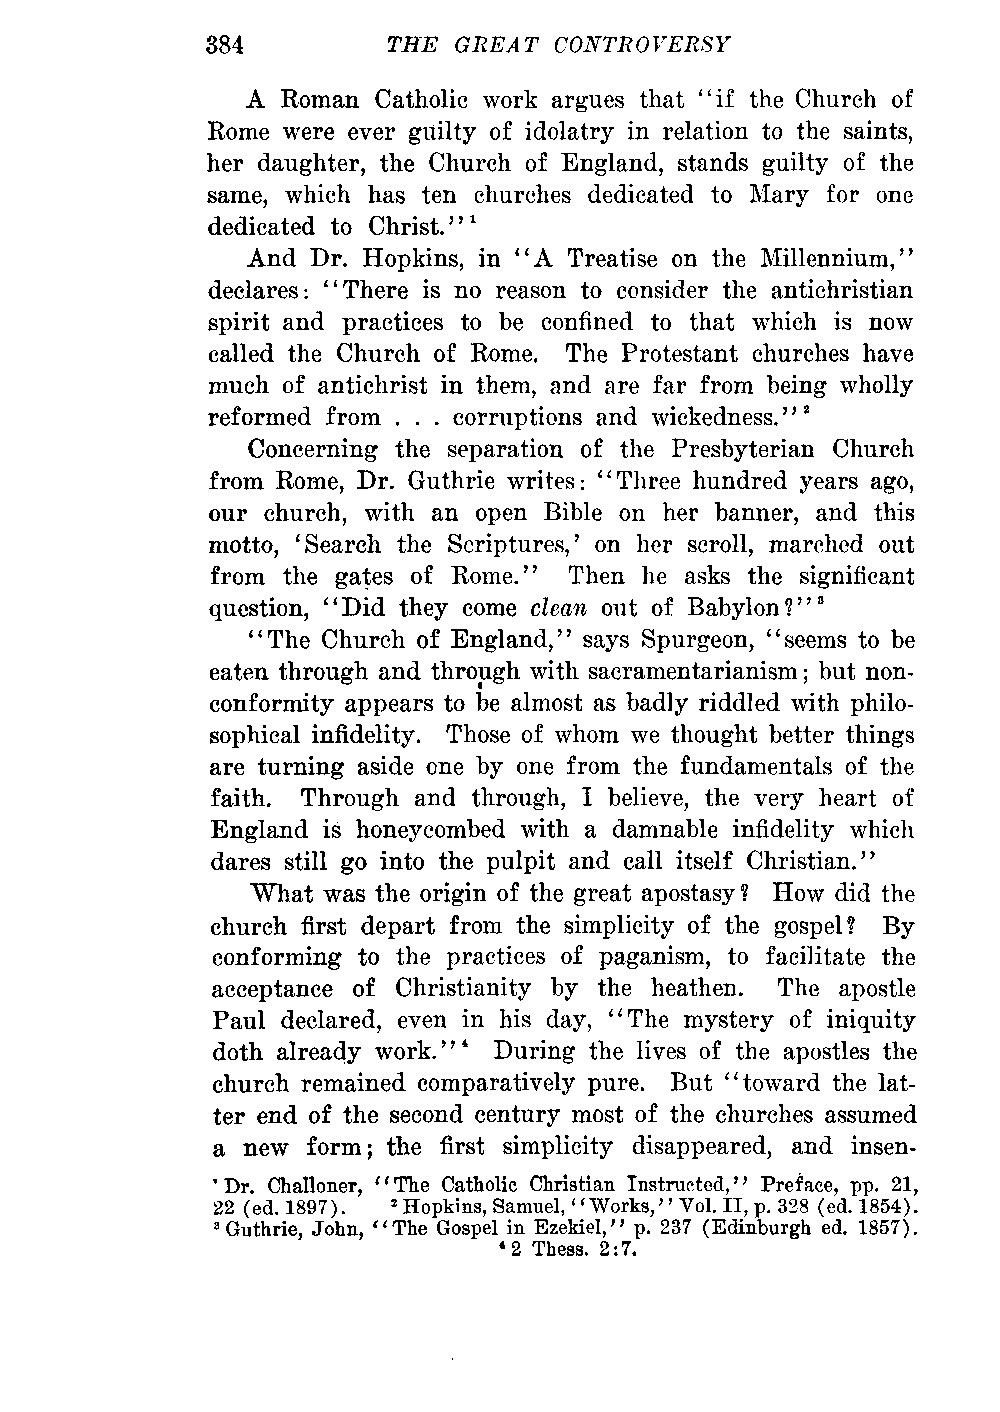 384 THE GREAT CONTROVERSY
A Roman Catholic work argues that ‘‘if the Church of
Rome were ever guilty of idolatry in relation to the saints,
her daughter, the Church of England, stands guilty of the
same, which has ten churches dedicated to Mary for one
dedicated to Christ.’’¹
And Dr. Hopkins, in ‘‘A Treatise on the Millennium,’’
declares: ‘‘There is no reason to consider the antichristian
spirit and practices to be confined to that which is now
called the Church of Rome. The Protestant churches have
much of antichrist in them, and are far from being wholly
reformed from . . . corruptions and wickedness.’’²
Concerning the separation of the Presbyterian Church
from Rome, Dr. Guthrie writes: ‘‘Three hundred years ago,
our church, with an open Bible on her banner, and this
motto, ‘Search the Scriptures,’ on her scroll, marched out
from the gates of Rome.’’ Then he asks the significant
question, ‘‘Did they come clean out of Babylon?’’³
‘‘The Church of England,’’ says Spurgeon, ‘‘seems to be
eaten through and through with sacramentarianism; but non-
conformity appears to be almost as badly riddled with philo-
sophical infidelity. Those of whom we thought better things
are turning aside one by one from the fundamentals of the
faith. Through and through, I believe, the very heart of
England is honeycombed with a damnable infidelity which
dares still go into the pulpit and call itself Christian.’’
What was the origin of the great apostasy? How did the
church first depart from the simplicity of the gospel? By
conforming to the practices of paganism, to facilitate the
acceptance of Christianity by the heathen. The apostle
Paul declared, even in his day, ‘‘The mystery of iniquity
doth already work.’’⁴ During the lives of the apostles the
church remained comparatively pure. But ‘‘toward the lat-
ter end of the second century most of the churches assumed
a new form; the first simplicity disappeared, and insen-
¹ Dr. Challoner, ‘‘The Catholic Christian Instructed,’’ Preface, pp. 21,
22 (ed. 1897). ² Hopkins, Samuel, ‘‘Works,’’ Vol. II, p. 328 (ed. 1854).
³ Guthrie, John, ‘‘The Gospel in Ezekiel,’’ p. 237 (Edinburgh ed. 1857).
⁴ 2 Thess. 2:7.